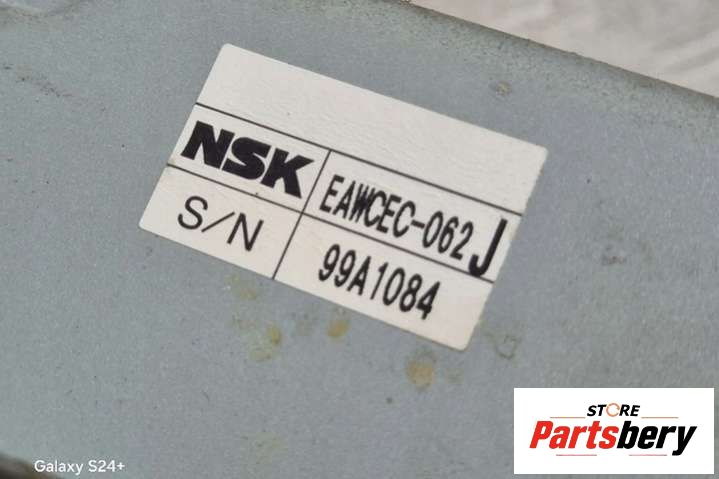 NSK EAWCEC-062 J
S/N 99A1084
STORE
Partsbery
Galaxy S24+